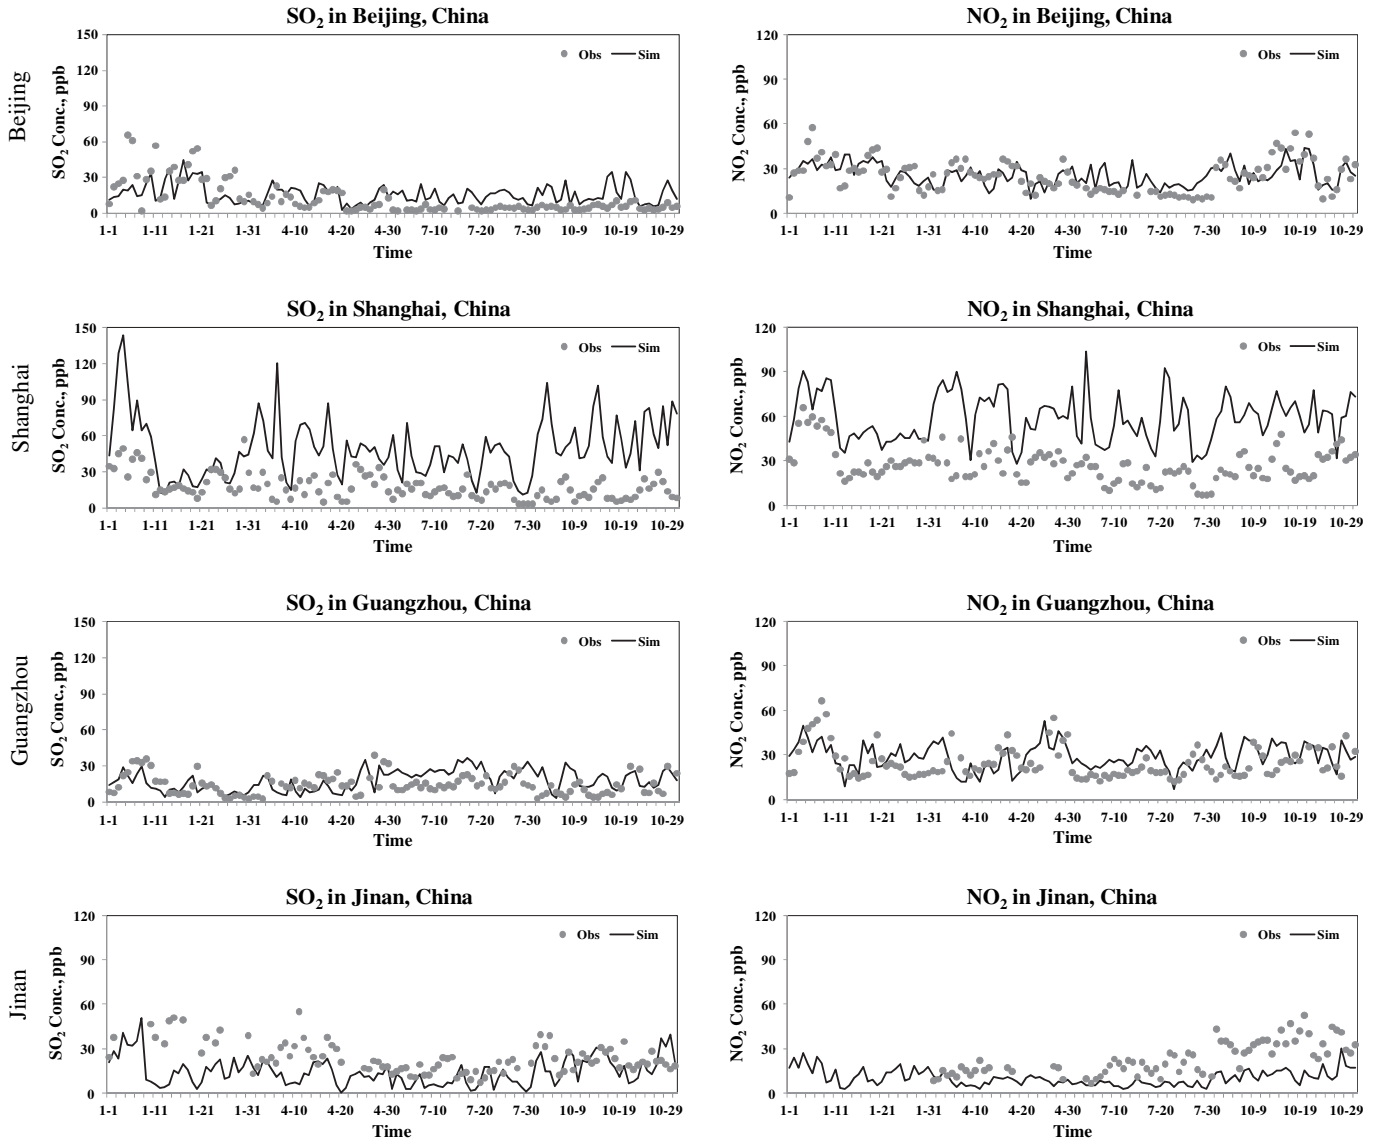 SO2 in Beijing, China
NO2 in Beijing, China
Beijing
SO2 Conc., ppb
150
120
90
60
30
0
Obs Sim
1-1 1-11 1-21 1-31 4-10 4-20 4-30 7-10 7-20 7-30 10-9 10-19 10-29
Time
NO2 Conc., ppb
120
90
60
30
0
Obs Sim
1-1 1-11 1-21 1-31 4-10 4-20 4-30 7-10 7-20 7-30 10-9 10-19 10-29
Time
SO2 in Shanghai, China
NO2 in Shanghai, China
Shanghai
SO2 Conc., ppb
150
120
90
60
30
0
Obs Sim
1-1 1-11 1-21 1-31 4-10 4-20 4-30 7-10 7-20 7-30 10-9 10-19 10-29
Time
NO2 Conc., ppb
120
90
60
30
0
Obs Sim
1-1 1-11 1-21 1-31 4-10 4-20 4-30 7-10 7-20 7-30 10-9 10-19 10-29
Time
SO2 in Guangzhou, China
NO2 in Guangzhou, China
Guangzhou
SO2 Conc., ppb
150
120
90
60
30
0
Obs Sim
1-1 1-11 1-21 1-31 4-10 4-20 4-30 7-10 7-20 7-30 10-9 10-19 10-29
Time
NO2 Conc., ppb
120
90
60
30
0
Obs Sim
1-1 1-11 1-21 1-31 4-10 4-20 4-30 7-10 7-20 7-30 10-9 10-19 10-29
Time
SO2 in Jinan, China
NO2 in Jinan, China
Jinan
SO2 Conc., ppb
120
90
60
30
0
Obs Sim
1-1 1-11 1-21 1-31 4-10 4-20 4-30 7-10 7-20 7-30 10-9 10-19 10-29
Time
NO2 Conc., ppb
120
90
60
30
0
Obs Sim
1-1 1-11 1-21 1-31 4-10 4-20 4-30 7-10 7-20 7-30 10-9 10-19 10-29
Time